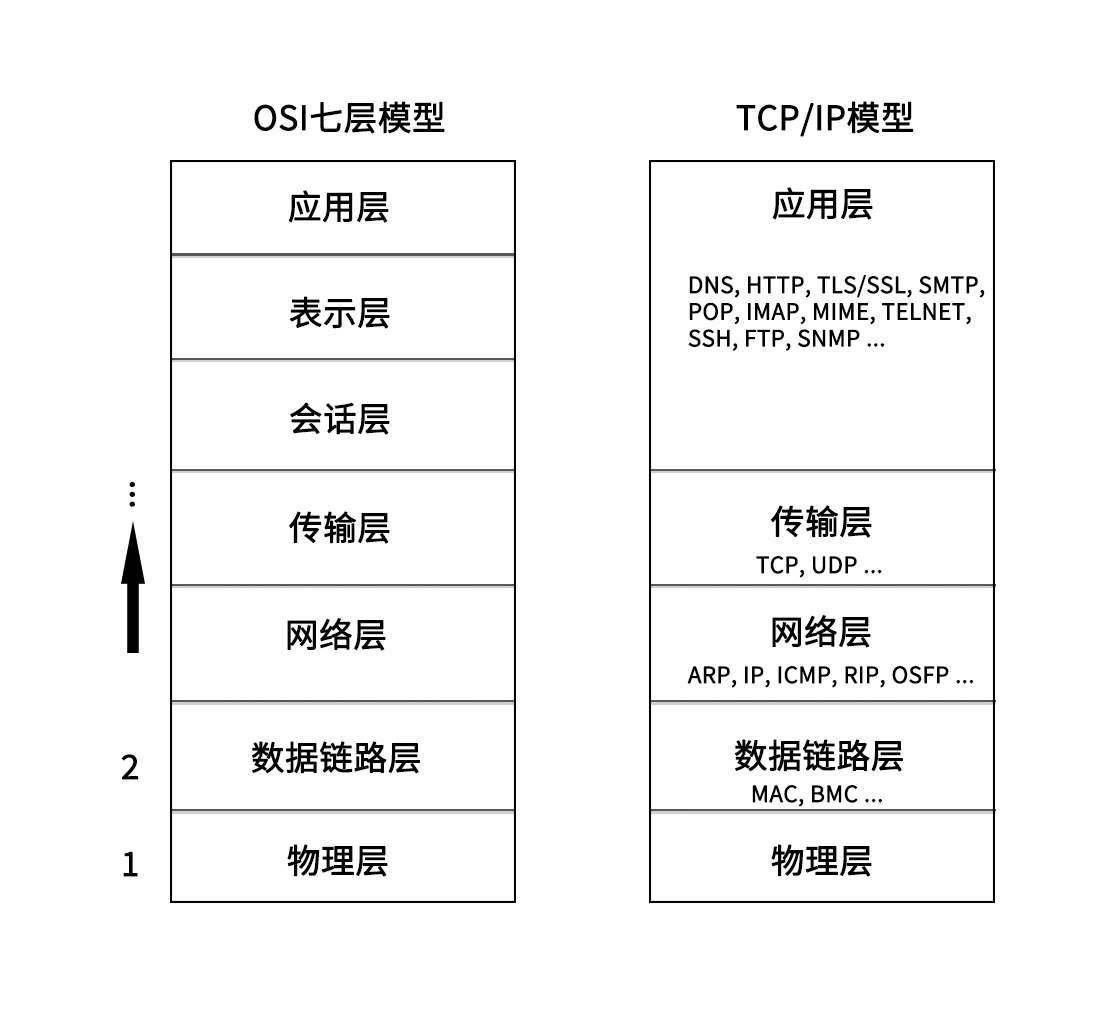 OSI七层模型
应用层
表示层
会话层
传输层
网络层
数据链路层
物理层
⋮
2
1
TCP/IP模型
应用层
DNS, HTTP, TLS/SSL, SMTP,
POP, IMAP, MIME, TELNET,
SSH, FTP, SNMP ...
传输层
TCP, UDP ...
网络层
ARP, IP, ICMP, RIP, OSFP ...
数据链路层
MAC, BMC ...
物理层